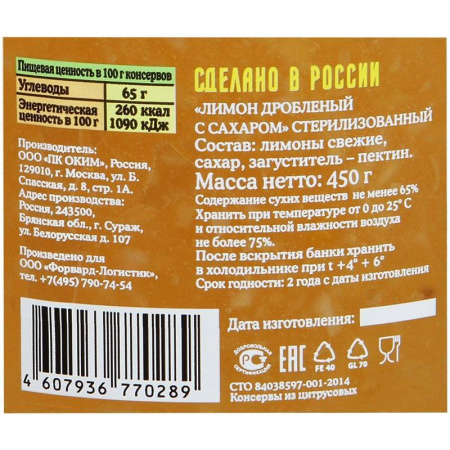 Пищевая ценность в 100 г консервов
Углеводы 65 г
Энергетическая ценность в 100 г 260 ккал 1090 кДж
Производитель:
ООО «ПК ОКИМ», Россия,
129010, г. Москва, ул. Б.
Спасская, д. 8, стр. 1А.
Адрес производства:
Россия, 243500,
Брянская обл., г. Сураж,
ул. Белорусская д. 107
Произведено для
ООО «Форвард-Логистик»,
тел. +7(495) 790-74-54
4 607936 770289
СДЕЛАНО В РОССИИ
«ЛИМОН ДРОБЛЕНЫЙ
С САХАРОМ» СТЕРИЛИЗОВАННЫЙ
Состав: лимоны свежие,
сахар, загуститель – пектин.
Масса нетто: 450 г
Содержание сухих веществ не менее 65%
Хранить при температуре от 0 до 25° С
и относительной влажности воздуха
не более 75%.
После вскрытия банки хранить
в холодильнике при t +4° + 6°
Срок годности: 2 года с даты изготовления
Дата изготовления:
ДОБРОВОЛЬНАЯ
СЕРТИФИКАЦИЯ
ЕАС
FE 40
GL 70
СТО 84038597-001-2014
Консервы из цитрусовых